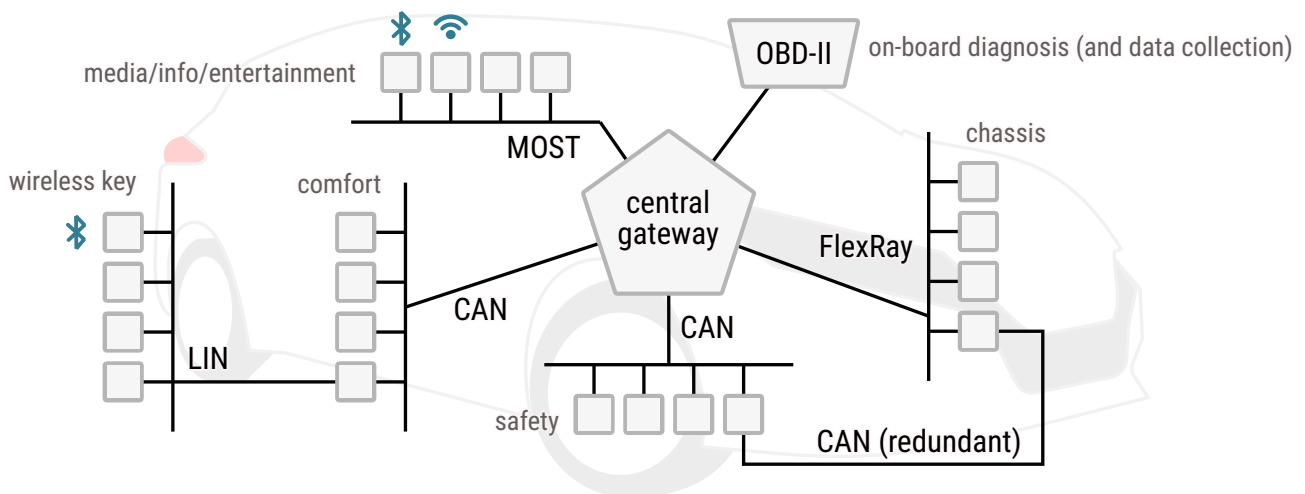 OBD-II
on-board diagnosis (and data collection)
media/info/entertainment
MOST
chassis
wireless key
comfort
central
gateway
FlexRay
CAN
CAN
LIN
safety
CAN (redundant)